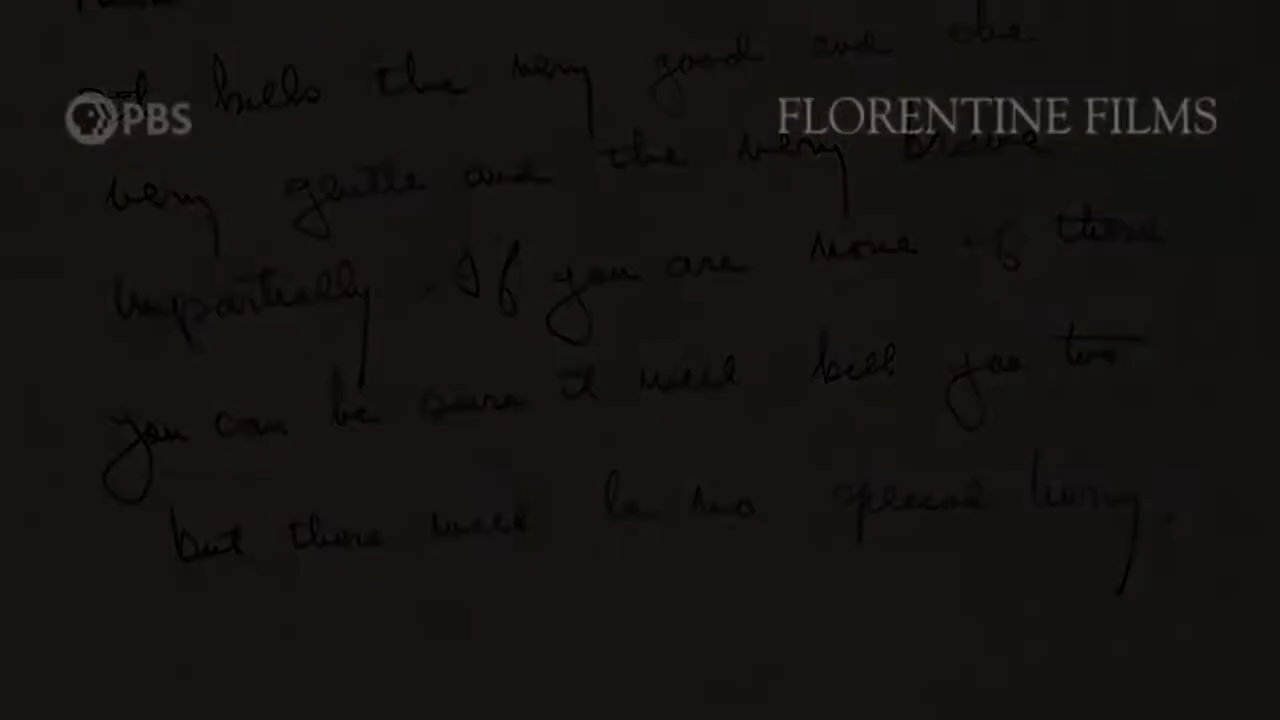 PBS
FLORENTINE FILMS
kills the very good and the
very gentle and the very brave
impartially. If you are none of these
you can be sure it will kill you too
but there will be no special hurry.